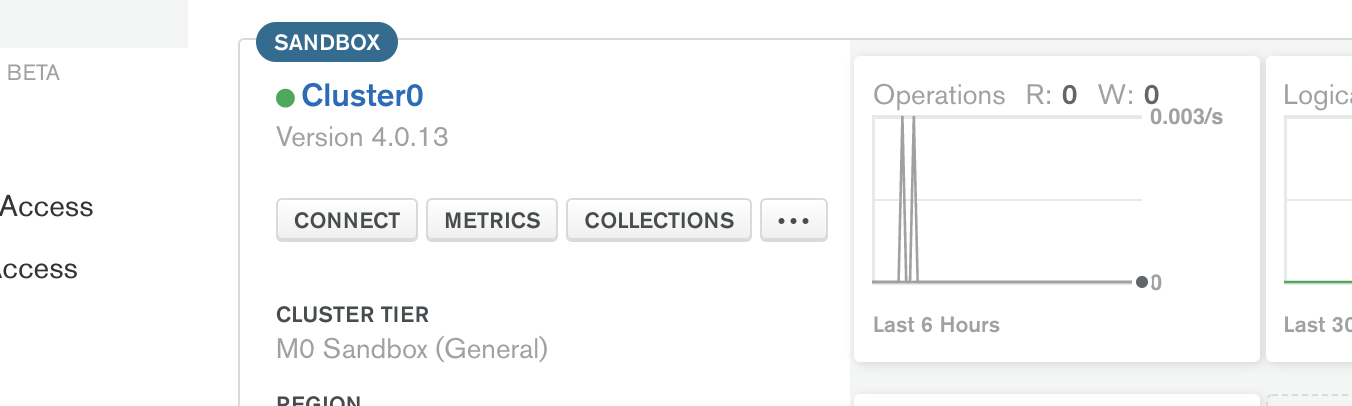 SANDBOX
BETA
Cluster0
Version 4.0.13
Access
Access
CONNECT
METRICS
COLLECTIONS
...
CLUSTER TIER
M0 Sandbox (General)
REGION
Operations R: 0 W: 0
0.003/s
0
Last 6 Hours
Logica
Last 30